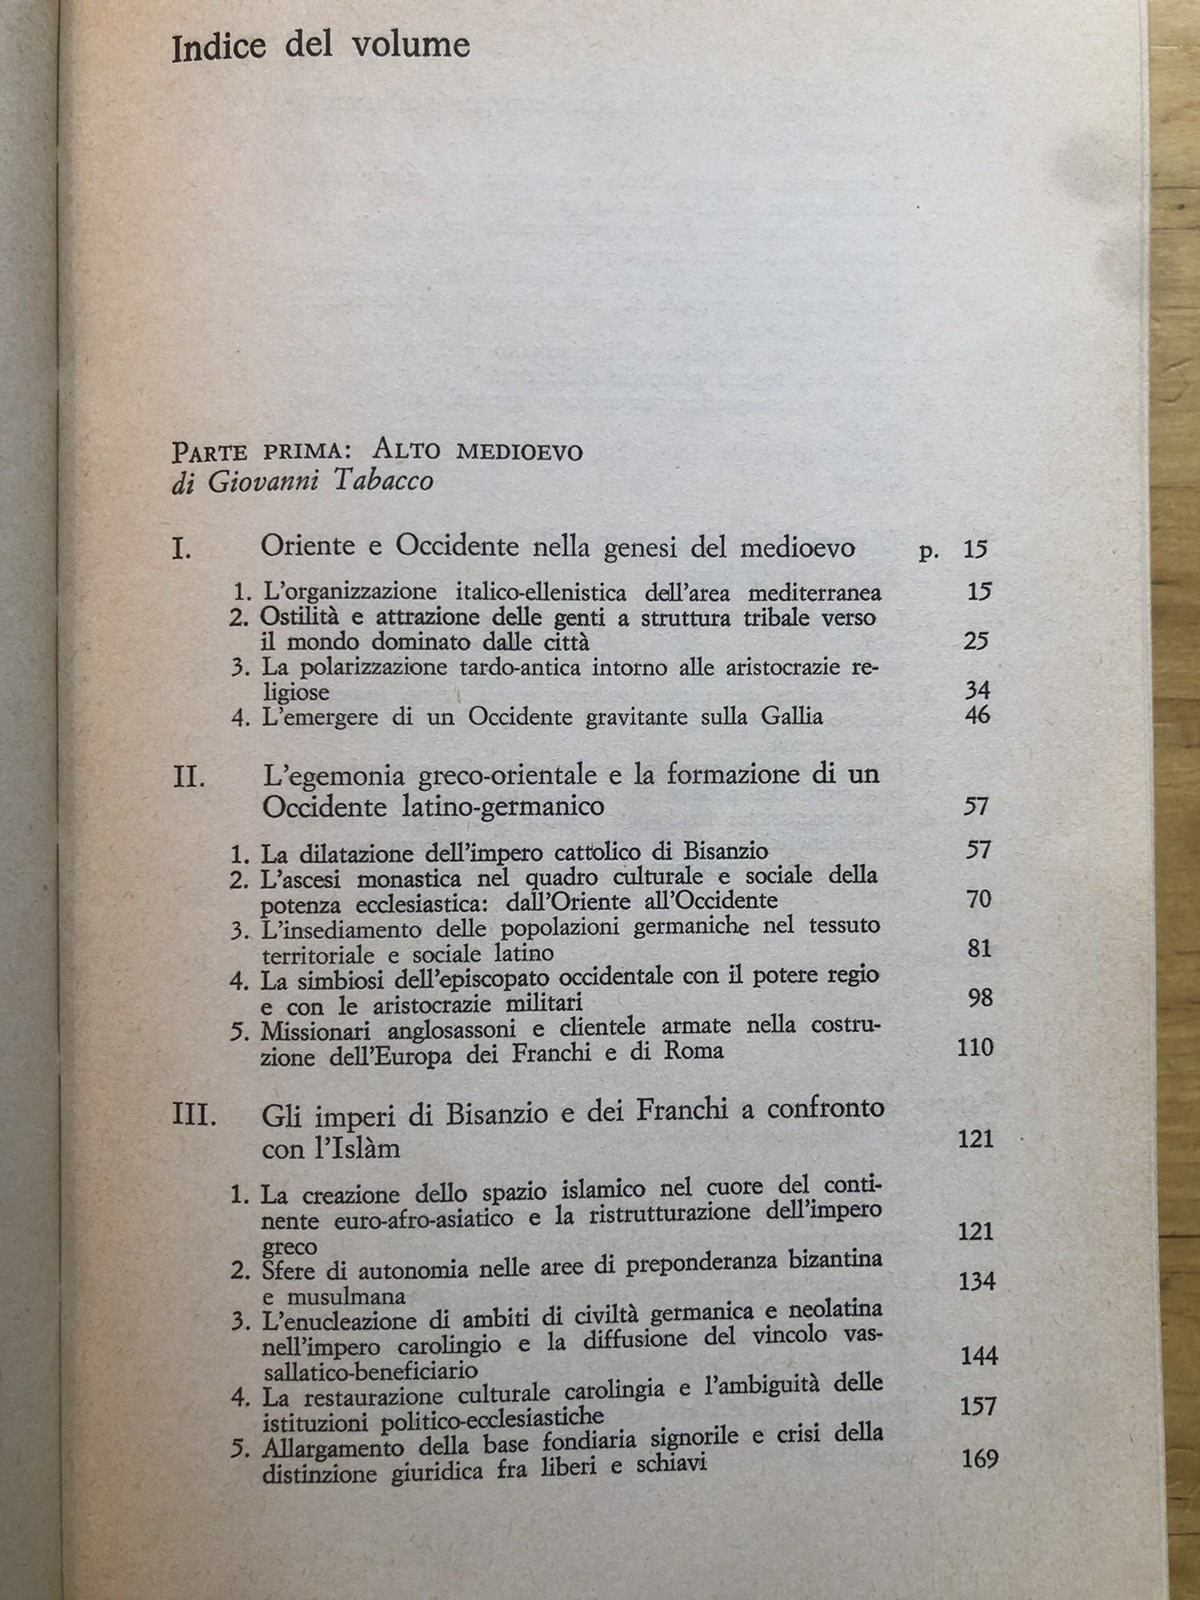 Indice del volume
PARTE PRIMA: ALTO MEDIOEVO
di Giovanni Tabacco
I. Oriente e Occidente nella genesi del medioevo p. 15
1. L'organizzazione italico-ellenistica dell'area mediterranea 15
2. Ostilità e attrazione delle genti a struttura tribale verso
il mondo dominato dalle città 25
3. La polarizzazione tardo-antica intorno alle aristocrazie re-
ligiose 34
4. L'emergere di un Occidente gravitante sulla Gallia 46
II. L'egemonia greco-orientale e la formazione di un
Occidente latino-germanico 57
1. La dilatazione dell'impero cattolico di Bisanzio 57
2. L'ascesi monastica nel quadro culturale e sociale della
potenza ecclesiastica: dall'Oriente all'Occidente 70
3. L'insediamento delle popolazioni germaniche nel tessuto
territoriale e sociale latino 81
4. La simbiosi dell'episcopato occidentale con il potere regio
e con le aristocrazie militari 98
5. Missionari anglosassoni e clientele armate nella costru-
zione dell'Europa dei Franchi e di Roma 110
III. Gli imperi di Bisanzio e dei Franchi a confronto
con l'Islàm 121
1. La creazione dello spazio islamico nel cuore del conti-
nente euro-afro-asiatico e la ristrutturazione dell'impero
greco 121
2. Sfere di autonomia nelle aree di preponderanza bizantina
e musulmana 134
3. L'enucleazione di ambiti di civiltà germanica e neolatina
nell'impero carolingio e la diffusione del vincolo vas-
sallatico-beneficiario 144
4. La restaurazione culturale carolingia e l'ambiguità delle
istituzioni politico-ecclesiastiche 157
5. Allargamento della base fondiaria signorile e crisi della
distinzione giuridica fra liberi e schiavi 169